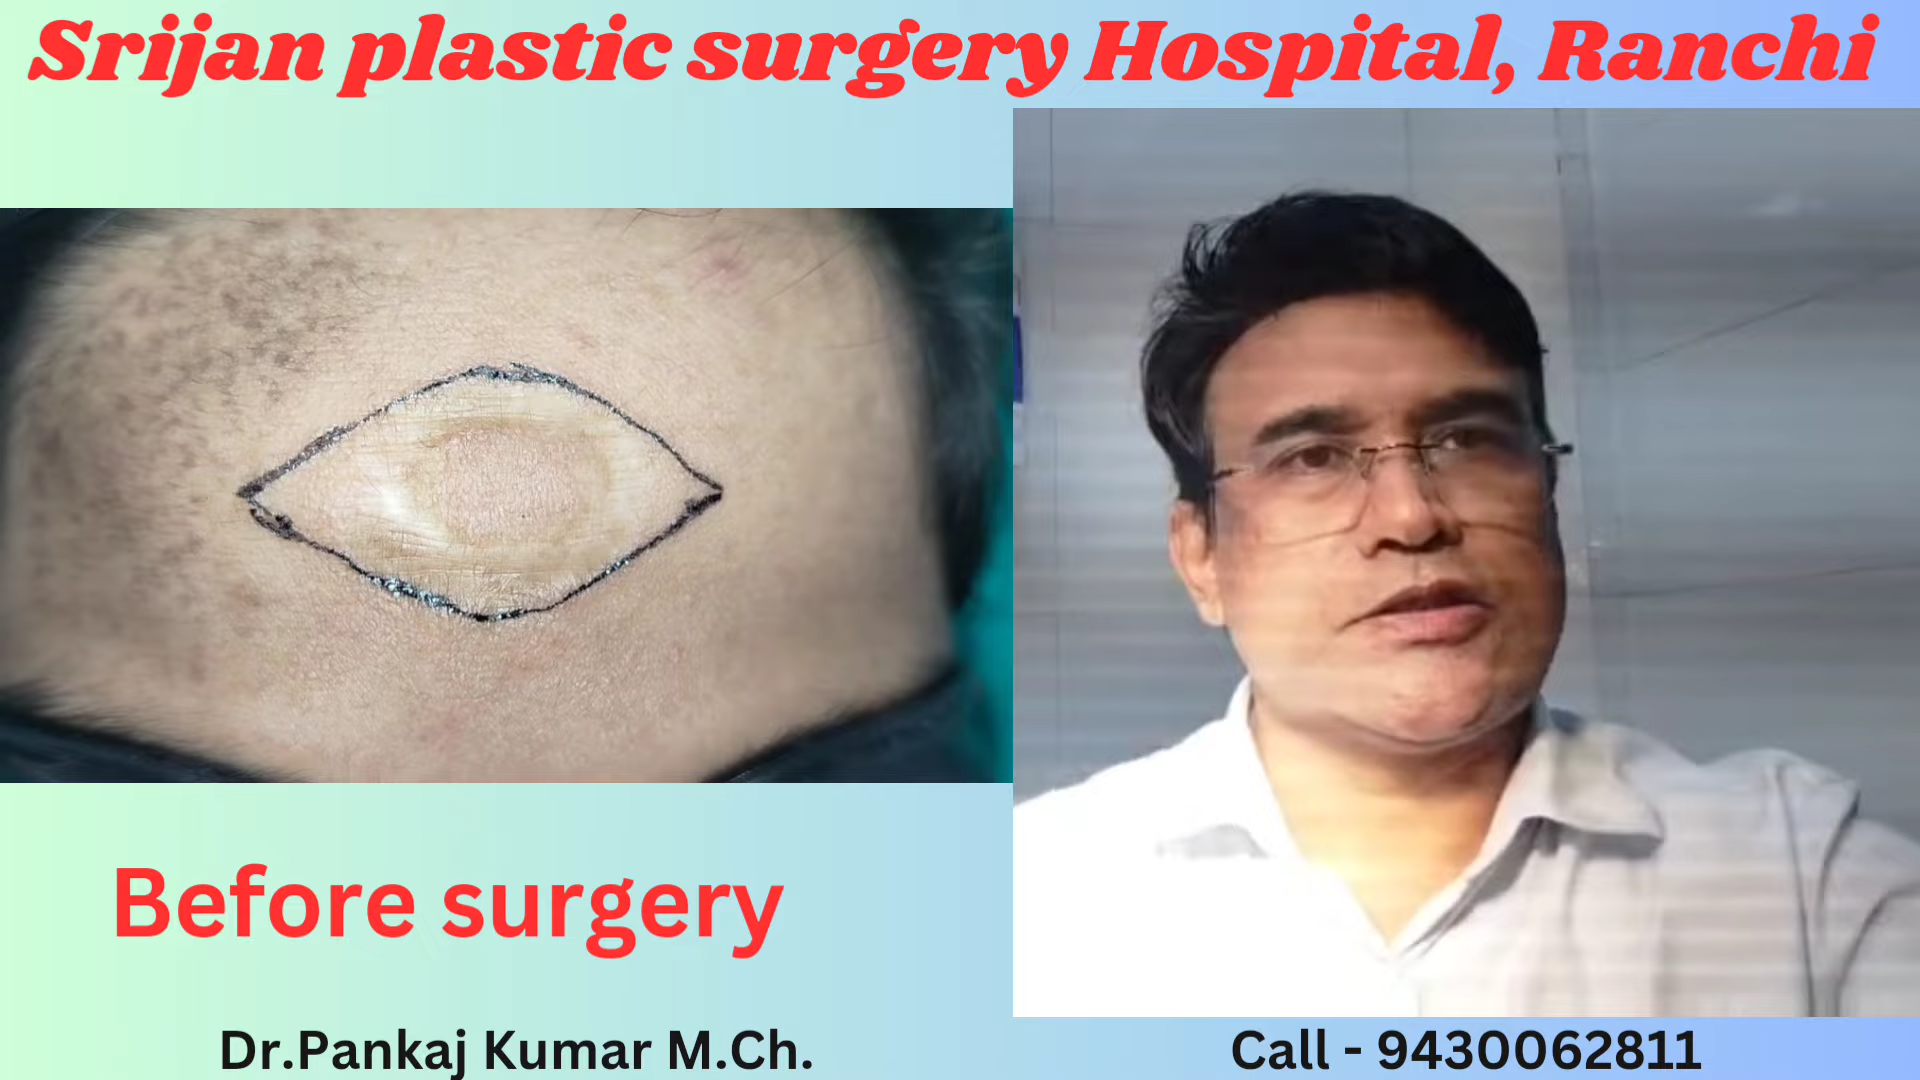 Srijan plastic surgery Hospital, Ranchi
Before surgery
Dr.Pankaj Kumar M.Ch.
Call - 9430062811